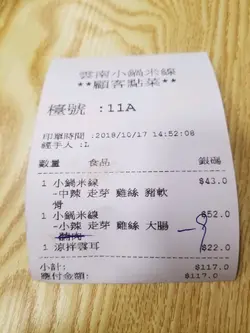 雲南小鍋米線
**顧客點菜**
檯號 :11A
印單時間 :2018/10/17 14:52:08
經手人 :L
數量 食品 銀碼
1 小鍋米線 $43.0
-中辣 走芽 雞絲 豬軟
骨
1 小鍋米線 $52.0
-小辣 走芽 雞絲 大腸
-9
1 涼拌雲耳 $22.0
小計: $117.0
應付金額: $117.0